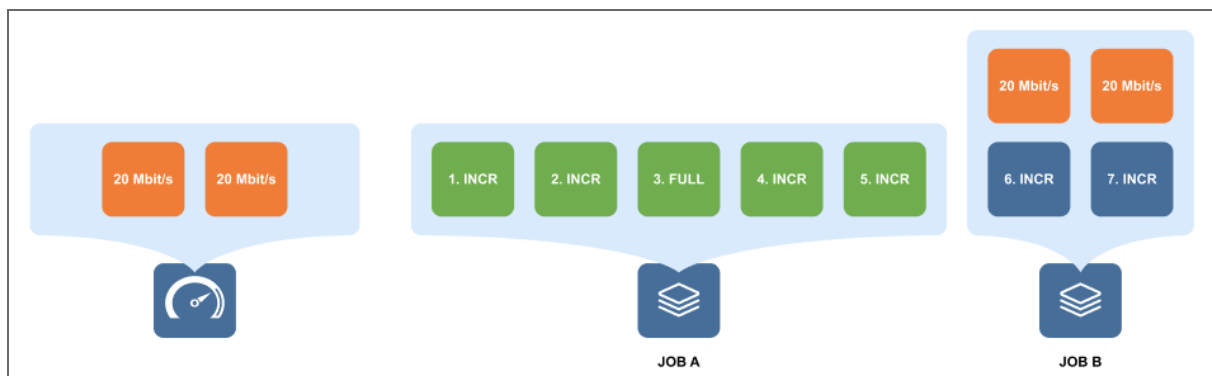 20 Mbit/s 20 Mbit/s
20 Mbit/s 20 Mbit/s
1. INCR 2. INCR 3. FULL 4. INCR 5. INCR
6. INCR 7. INCR
JOB A
JOB B